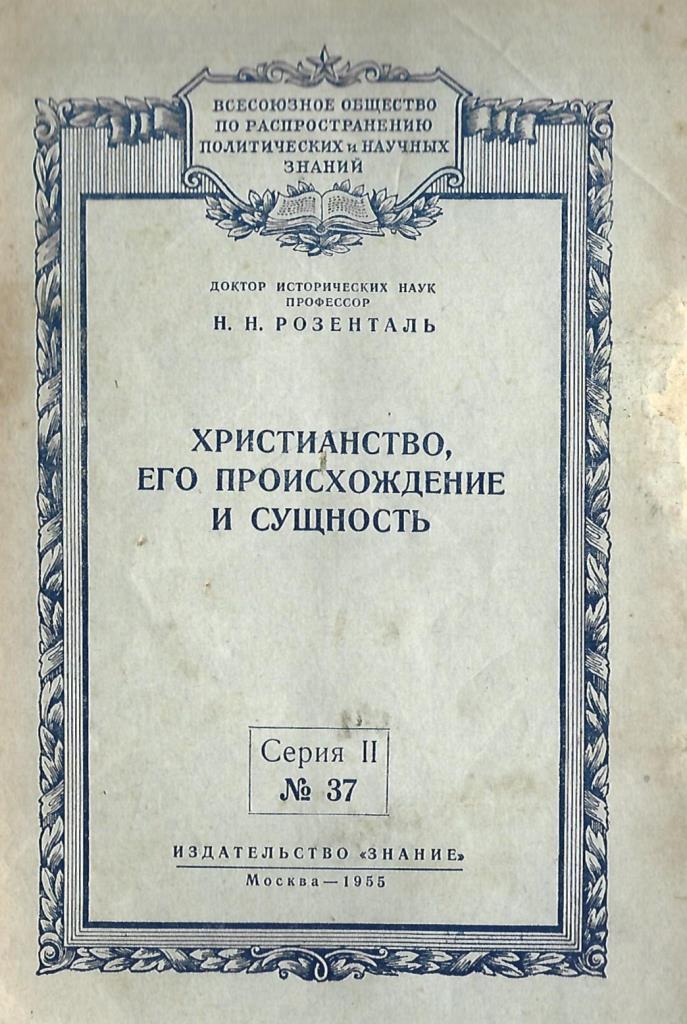 ВСЕСОЮЗНОЕ ОБЩЕСТВО
ПО РАСПРОСТРАНЕНИЮ
ПОЛИТИЧЕСКИХ и НАУЧНЫХ
ЗНАНИЙ
ДОКТОР ИСТОРИЧЕСКИХ НАУК
ПРОФЕССОР
Н. Н. РОЗЕНТАЛЬ
ХРИСТИАНСТВО,
ЕГО ПРОИСХОЖДЕНИЕ
И СУЩНОСТЬ
Серия II
№ 37
ИЗДАТЕЛЬСТВО «ЗНАНИЕ»
Москва — 1955